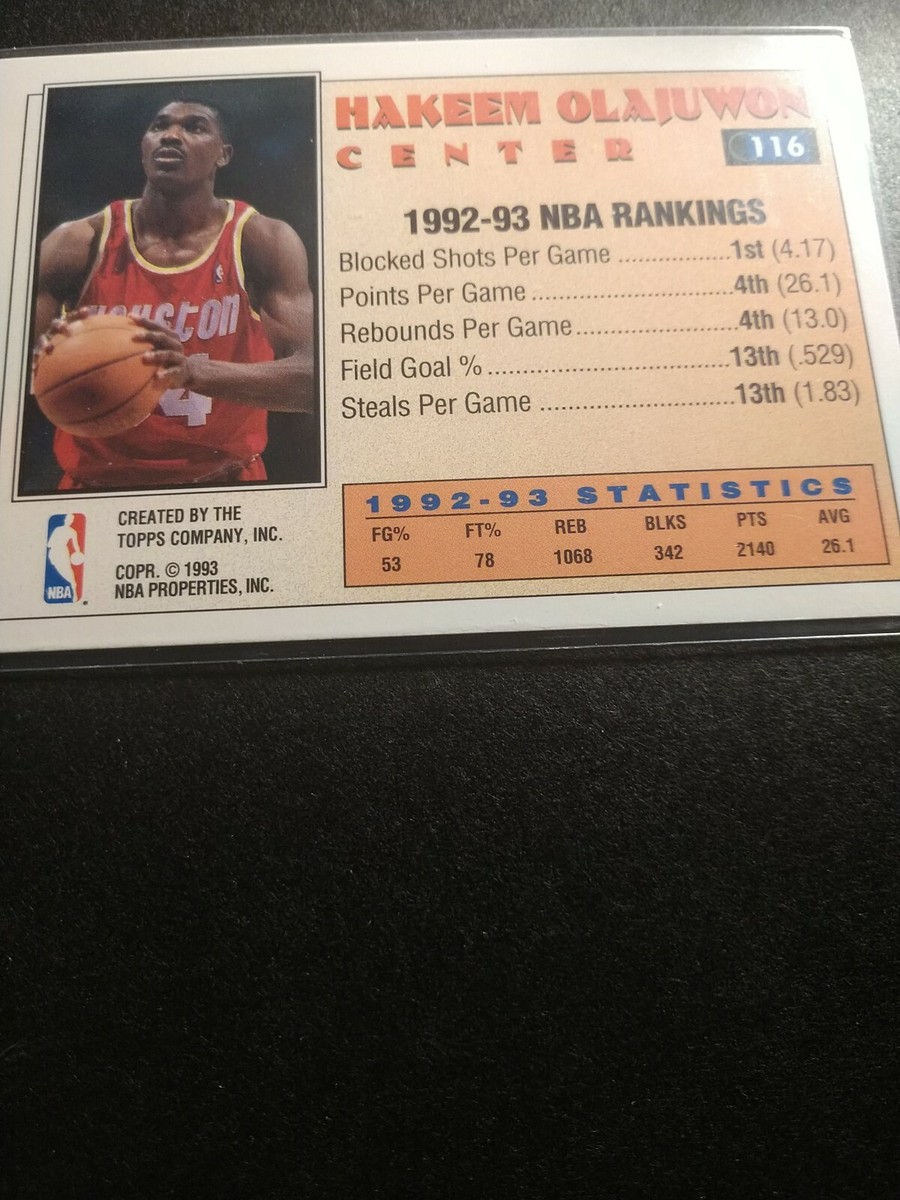 HAKEEM OLAJUWON
CENTER
116
1992-93 NBA RANKINGS
Blocked Shots Per Game ................1st (4.17)
Points Per Game .............................4th (26.1)
Rebounds Per Game.......................4th (13.0)
Field Goal % ..................................13th (.529)
Steals Per Game ...........................13th (1.83)
Houston
4
1992-93 STATISTICS
FG% FT% REB BLKS PTS AVG
53 78 1068 342 2140 26.1
NBA
CREATED BY THE
TOPPS COMPANY, INC.
COPR. © 1993
NBA PROPERTIES, INC.